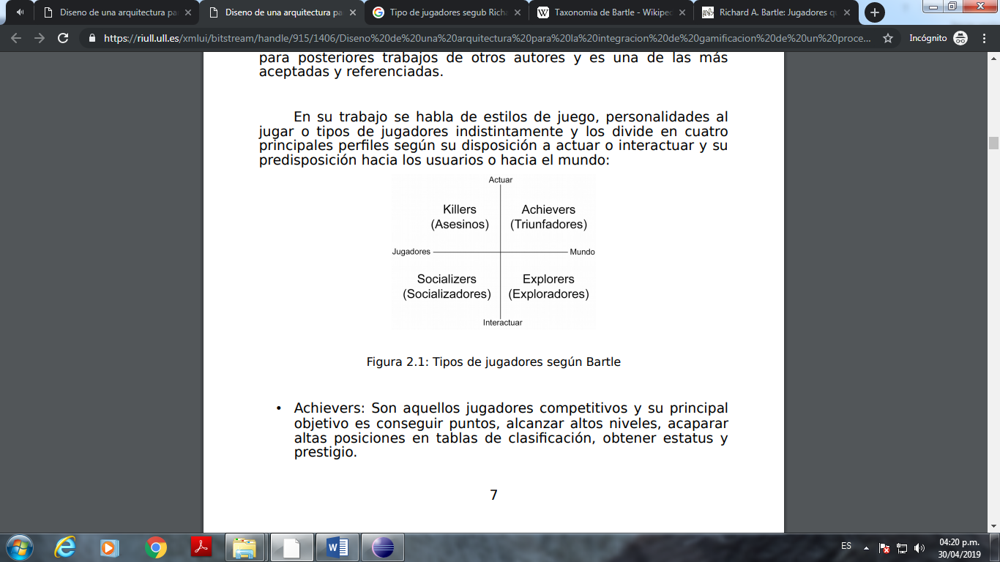 Diseno de una arquitectura pa
Diseno de una arquitectura pa
Tipo de jugadores segub Rich
Taxonomia de Bartle - Wikiped
Richard A. Bartle: Jugadores q
https://riull.ull.es/xmlui/bitstream/handle/915/1406/Diseno%20de%20una%20arquitectura%20para%20la%20integracion%20de%20gamificacion%20de%20un%20proce...
Incógnito
para posteriores trabajos de otros autores y es una de las más
aceptadas y referenciadas.
En su trabajo se habla de estilos de juego, personalidades al
jugar o tipos de jugadores indistintamente y los divide en cuatro
principales perfiles según su disposición a actuar o interactuar y su
predisposición hacia los usuarios o hacia el mundo:
Actuar
Killers
(Asesinos)
Achievers
(Triunfadores)
Jugadores
Mundo
Socializers
(Socializadores)
Explorers
(Exploradores)
Interactuar
Figura 2.1: Tipos de jugadores según Bartle
• Achievers: Son aquellos jugadores competitivos y su principal
objetivo es conseguir puntos, alcanzar altos niveles, acaparar
altas posiciones en tablas de clasificación, obtener estatus y
prestigio.
7
ES
04:20 p.m.
30/04/2019